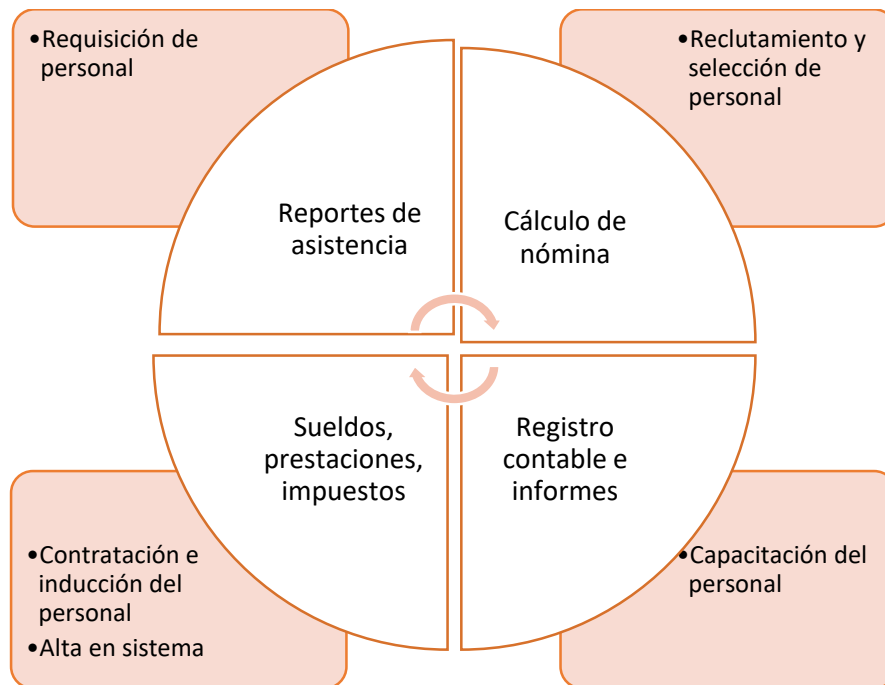 •Requisición de
personal
•Reclutamiento y
selección de
personal
Reportes de
asistencia
Cálculo de
nómina
Sueldos,
prestaciones,
impuestos
Registro
contable e
informes
•Contratación e
inducción del
personal
•Alta en sistema
•Capacitación del
personal